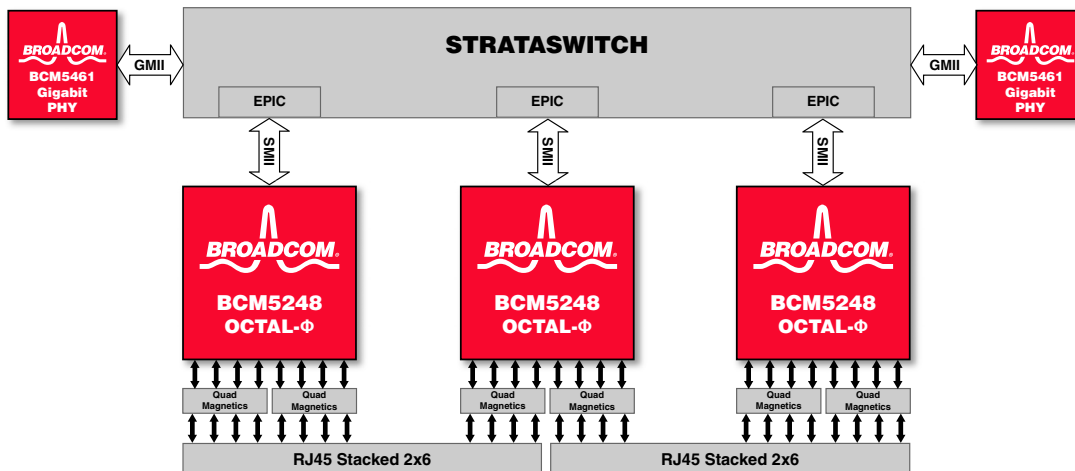 BROADCOM®
BCM5461
Gigabit
PHY
GMII
STRATASWITCH
GMII
BROADCOM®
BCM5461
Gigabit
PHY
EPIC
EPIC
EPIC
SMII
SMII
SMII
BROADCOM®
BCM5248
OCTAL-Φ
BROADCOM®
BCM5248
OCTAL-Φ
BROADCOM®
BCM5248
OCTAL-Φ
Quad
Magnetics
Quad
Magnetics
Quad
Magnetics
Quad
Magnetics
Quad
Magnetics
Quad
Magnetics
RJ45 Stacked 2x6
RJ45 Stacked 2x6